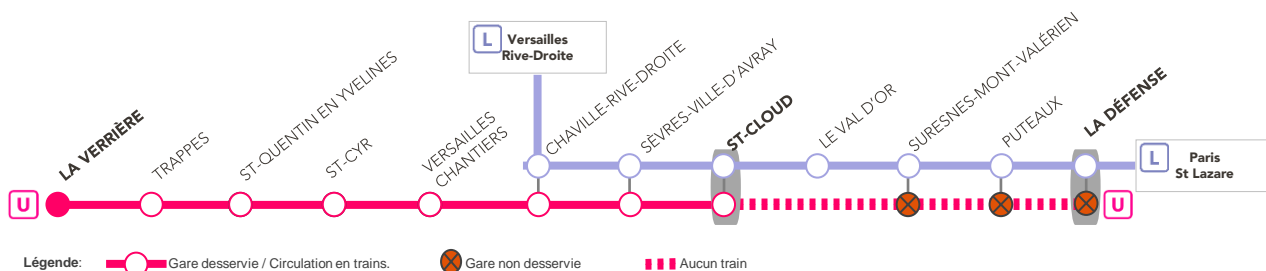 L Versailles
Rive-Droite
LA VERRIÈRE
TRAPPES
ST-QUENTIN EN YVELINES
ST-CYR
VERSAILLES
CHANTIERS
CHAVILLE-RIVE-DROITE
SÈVRES-VILLE-D'AVRAY
ST-CLOUD
LE VAL D'OR
SURESNES-MONT-VALÉRIEN
PUTEAUX
LA DÉFENSE
L Paris
St Lazare
U
U
Légende: Gare desservie / Circulation en trains. Gare non desservie Aucun train